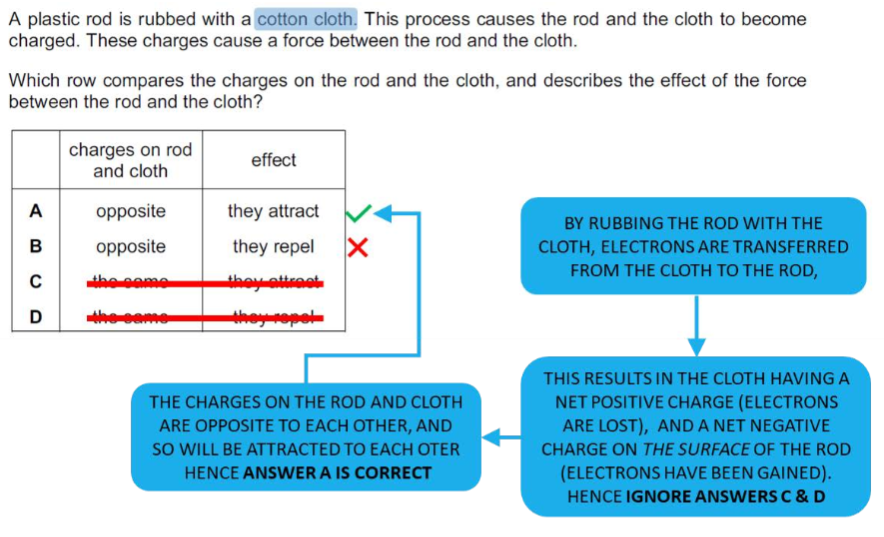 A plastic rod is rubbed with a cotton cloth. This process causes the rod and the cloth to become
charged. These charges cause a force between the rod and the cloth.
Which row compares the charges on the rod and the cloth, and describes the effect of the force
between the rod and the cloth?
charges on rod
and cloth
effect
A opposite they attract
B opposite they repel
C the same they attract
D the same they repel
BY RUBBING THE ROD WITH THE
CLOTH, ELECTRONS ARE TRANSFERRED
FROM THE CLOTH TO THE ROD,
THIS RESULTS IN THE CLOTH HAVING A
NET POSITIVE CHARGE (ELECTRONS
ARE LOST), AND A NET NEGATIVE
CHARGE ON THE SURFACE OF THE ROD
(ELECTRONS HAVE BEEN GAINED).
HENCE IGNORE ANSWERS C & D
THE CHARGES ON THE ROD AND CLOTH
ARE OPPOSITE TO EACH OTHER, AND
SO WILL BE ATTRACTED TO EACH OTER
HENCE ANSWER A IS CORRECT